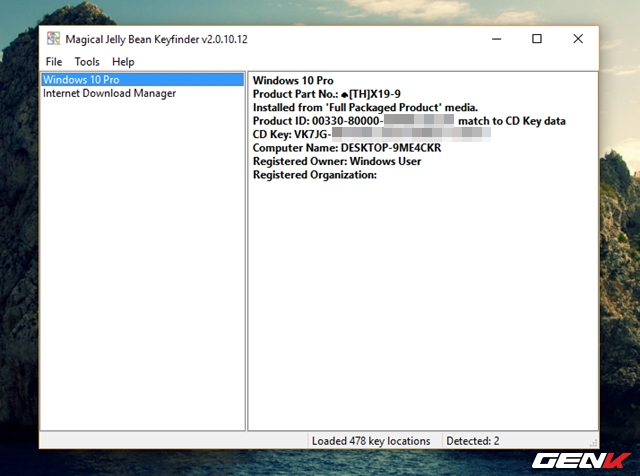 Magical Jelly Bean Keyfinder v2.0.10.12
File Tools Help
Windows 10 Pro
Internet Download Manager
Windows 10 Pro
Product Part No.: ♠[TH]X19-9
Installed from 'Full Packaged Product' media.
Product ID: 00330-80000- match to CD Key data
CD Key: VK7JG-
Computer Name: DESKTOP-9ME4CKR
Registered Owner: Windows User
Registered Organization:
Loaded 478 key locations
Detected: 2
GENK